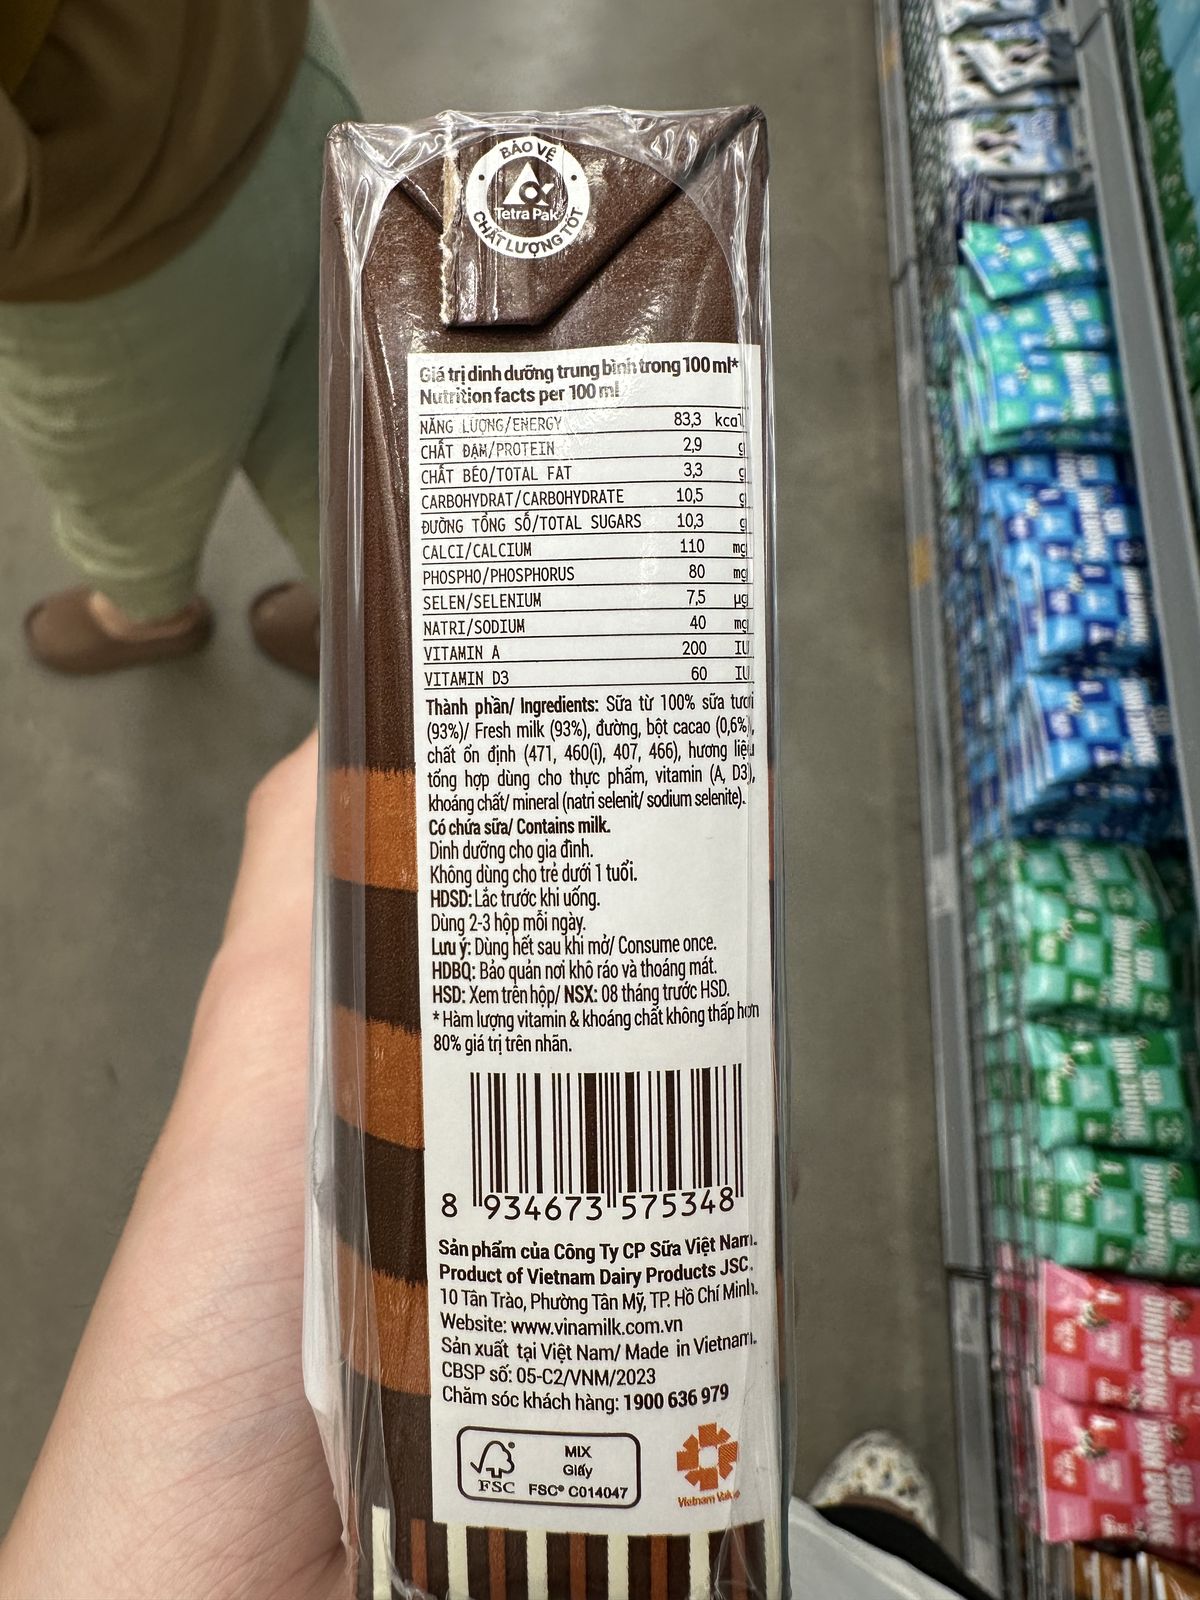 BẢO VỆ
Tetra Pak
CHẤT LƯỢNG TỐT
Giá trị dinh dưỡng trung bình trong 100 ml*
Nutrition facts per 100 ml
NĂNG LƯỢNG/ENERGY 83,3 kcal
CHẤT ĐẠM/PROTEIN 2,9 g
CHẤT BÉO/TOTAL FAT 3,3 g
CARBOHYDRAT/CARBOHYDRATE 10,5 g
ĐƯỜNG TỔNG SỐ/TOTAL SUGARS 10,3 g
CALCI/CALCIUM 110 mg
PHOSPHO/PHOSPHORUS 80 mg
SELEN/SELENIUM 7,5 µg
NATRI/SODIUM 40 mg
VITAMIN A 200 IU
VITAMIN D3 60 IU
Thành phần/ Ingredients: Sữa từ 100% sữa tươi
(93%)/ Fresh milk (93%), đường, bột cacao (0,6%),
chất ổn định (471, 460(i), 407, 466), hương liệu
tổng hợp dùng cho thực phẩm, vitamin (A, D3),
khoáng chất/ mineral (natri selenit/ sodium selenite).
Có chứa sữa/ Contains milk.
Dinh dưỡng cho gia đình.
Không dùng cho trẻ dưới 1 tuổi.
HDSD: Lắc trước khi uống.
Dùng 2-3 hộp mỗi ngày.
Lưu ý: Dùng hết sau khi mở/ Consume once.
HDBQ: Bảo quản nơi khô ráo và thoáng mát.
HSD: Xem trên hộp/ NSX: 08 tháng trước HSD.
* Hàm lượng vitamin & khoáng chất không thấp hơn
80% giá trị trên nhãn.
8 934673 575348
Sản phẩm của Công Ty CP Sữa Việt Nam.
Product of Vietnam Dairy Products JSC.
10 Tân Trào, Phường Tân Mỹ, TP. Hồ Chí Minh.
Website: www.vinamilk.com.vn
Sản xuất tại Việt Nam/ Made in Vietnam.
CBSP số: 05-C2/VNM/2023
Chăm sóc khách hàng: 1900 636 979
MIX
Giấy
FSC FSC® C014047
Vietnam Value